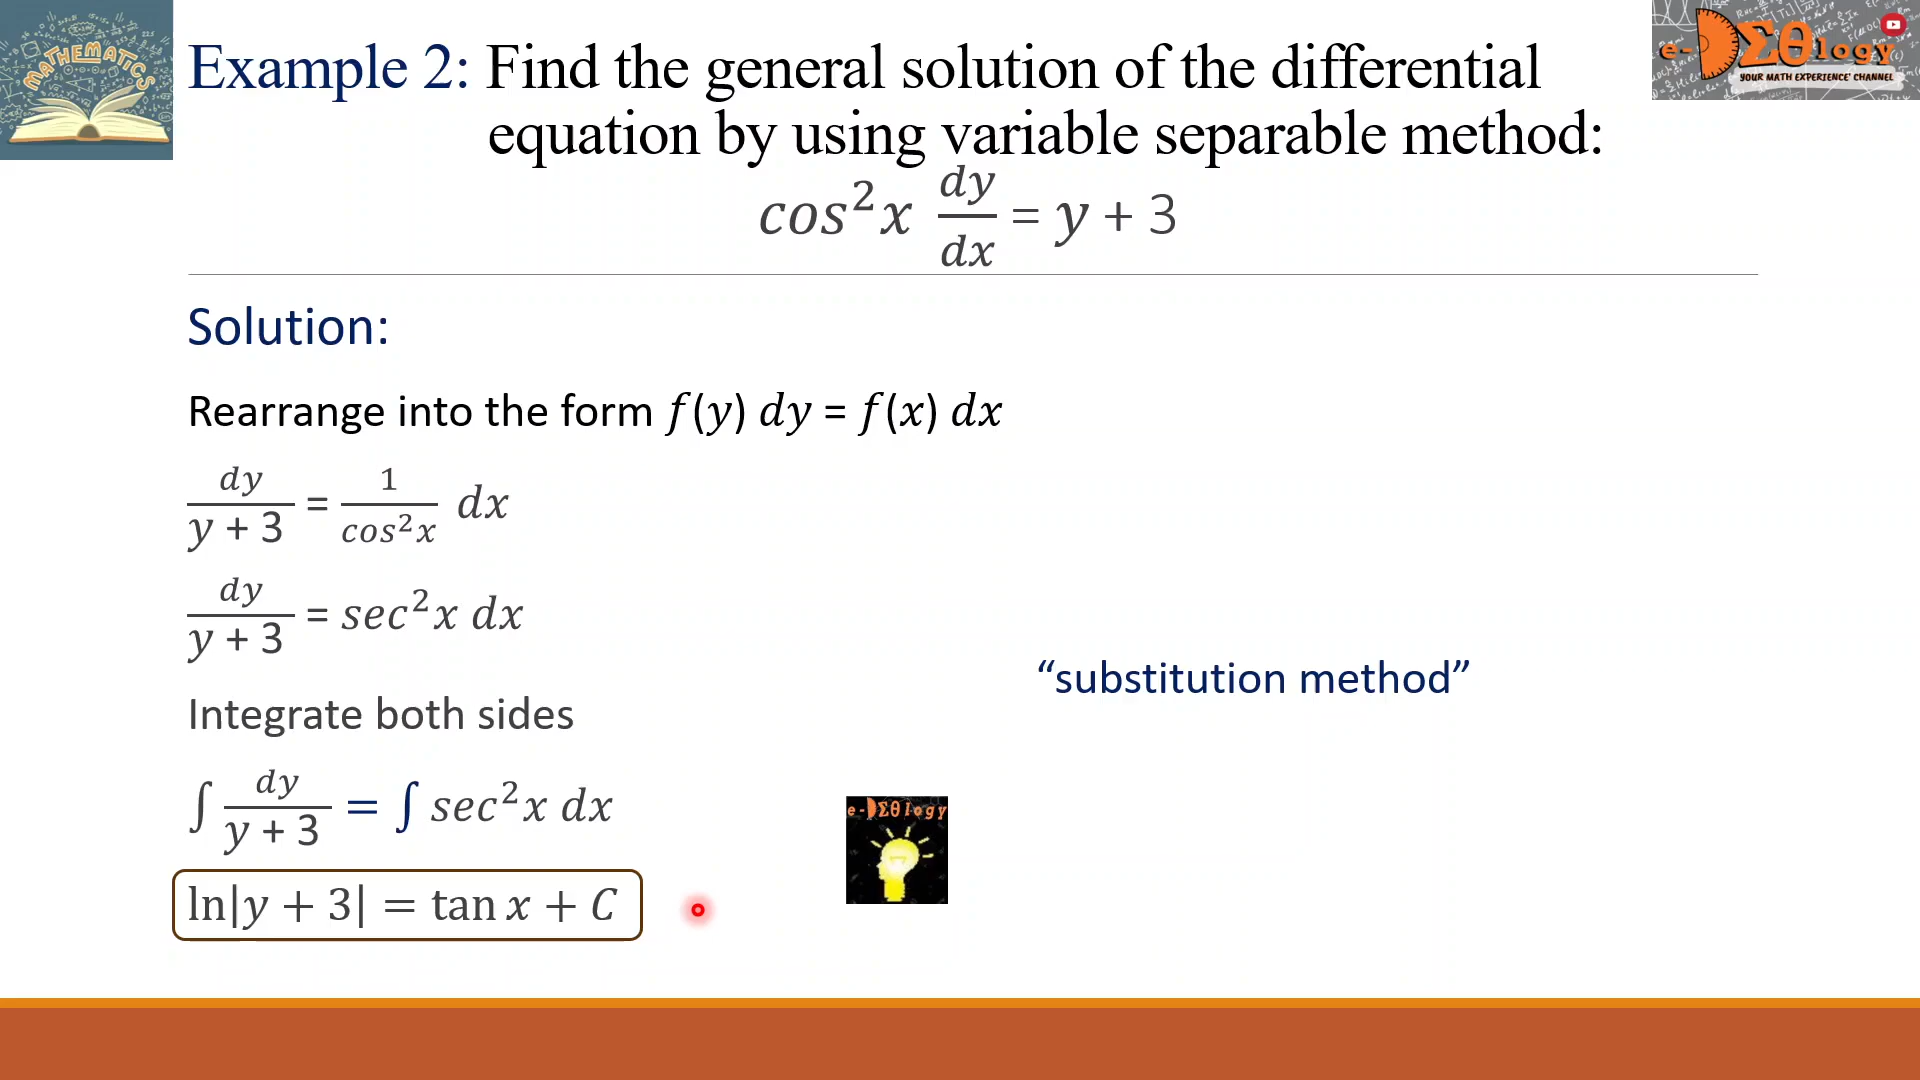 MATHEMATICS
e-DΣθlogy
YOUR MATH EXPERIENCE' CHANNEL
Example 2: Find the general solution of the differential
equation by using variable separable method:
cos²x dy/dx = y + 3
Solution:
Rearrange into the form f(y) dy = f(x) dx
dy/(y + 3) = 1/cos²x dx
dy/(y + 3) = sec²x dx
"substitution method"
Integrate both sides
∫ dy/(y + 3) = ∫ sec²x dx
e-DΣθlogy
ln|y + 3| = tan x + C